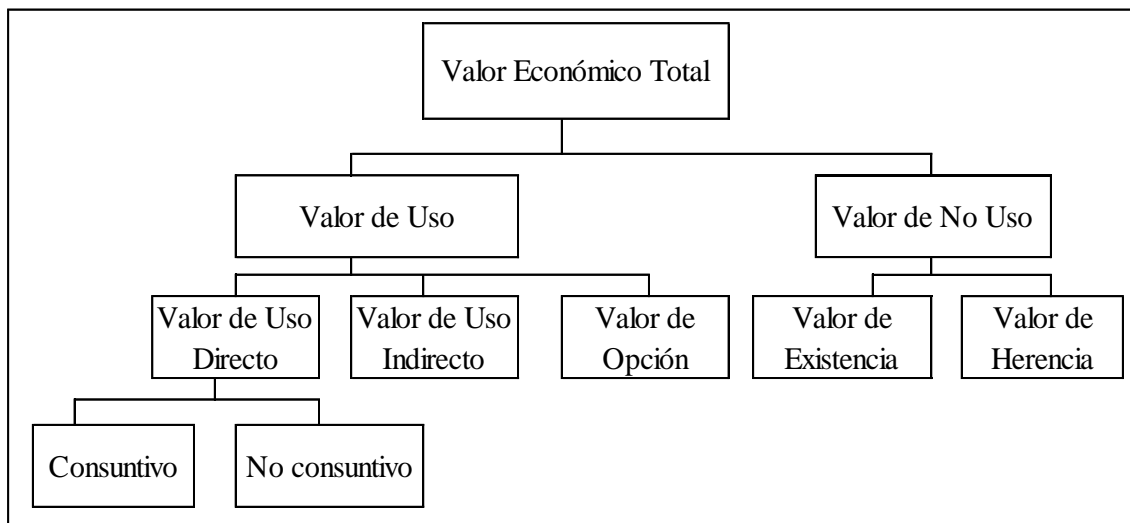 Valor Económico Total
Valor de Uso
Valor de No Uso
Valor de Uso
Directo
Valor de Uso
Indirecto
Valor de
Opción
Valor de
Existencia
Valor de
Herencia
Consuntivo
No consuntivo